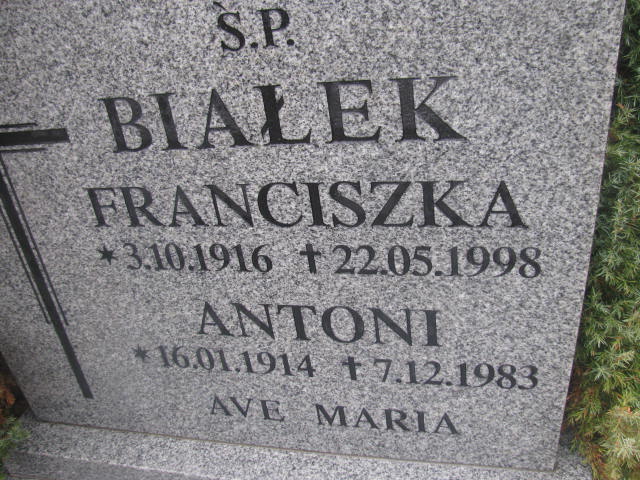 Ś.P.
BIAŁEK
FRANCISZKA
*3.10.1916 †22.05.1998
ANTONI
*16.01.1914 †7.12.1983
AVE MARIA